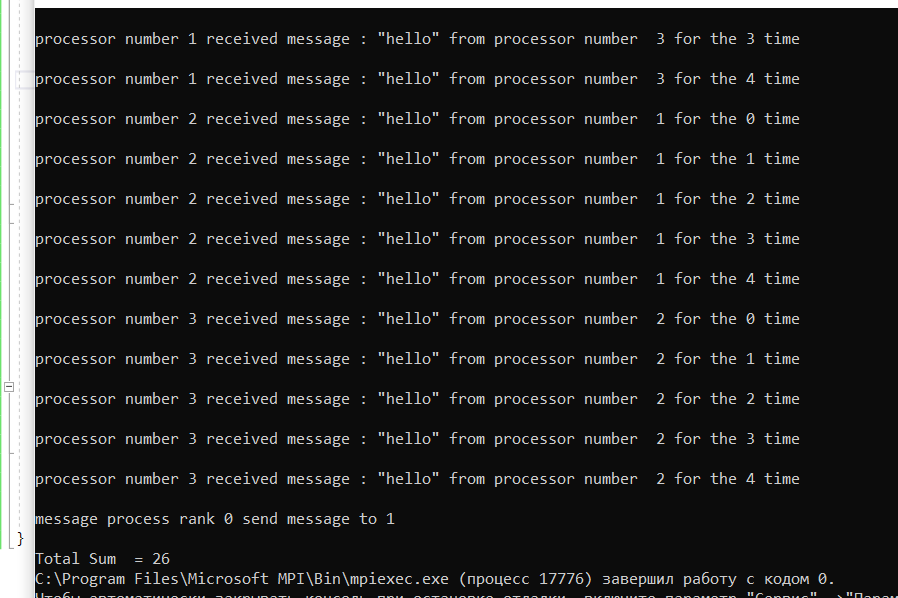 processor number 1 received message : "hello" from processor number  3 for the 3 time
processor number 1 received message : "hello" from processor number  3 for the 4 time
processor number 2 received message : "hello" from processor number  1 for the 0 time
processor number 2 received message : "hello" from processor number  1 for the 1 time
processor number 2 received message : "hello" from processor number  1 for the 2 time
processor number 2 received message : "hello" from processor number  1 for the 3 time
processor number 2 received message : "hello" from processor number  1 for the 4 time
processor number 3 received message : "hello" from processor number  2 for the 0 time
processor number 3 received message : "hello" from processor number  2 for the 1 time
processor number 3 received message : "hello" from processor number  2 for the 2 time
processor number 3 received message : "hello" from processor number  2 for the 3 time
processor number 3 received message : "hello" from processor number  2 for the 4 time
message process rank 0 send message to 1
}
Total Sum  = 26
C:\Program Files\Microsoft MPI\Bin\mpiexec.exe (процесс 17776) завершил работу с кодом 0.
Чтобы автоматически закрывать консоль при остановке отладки, включите параметр "Сервис" ->"Парам